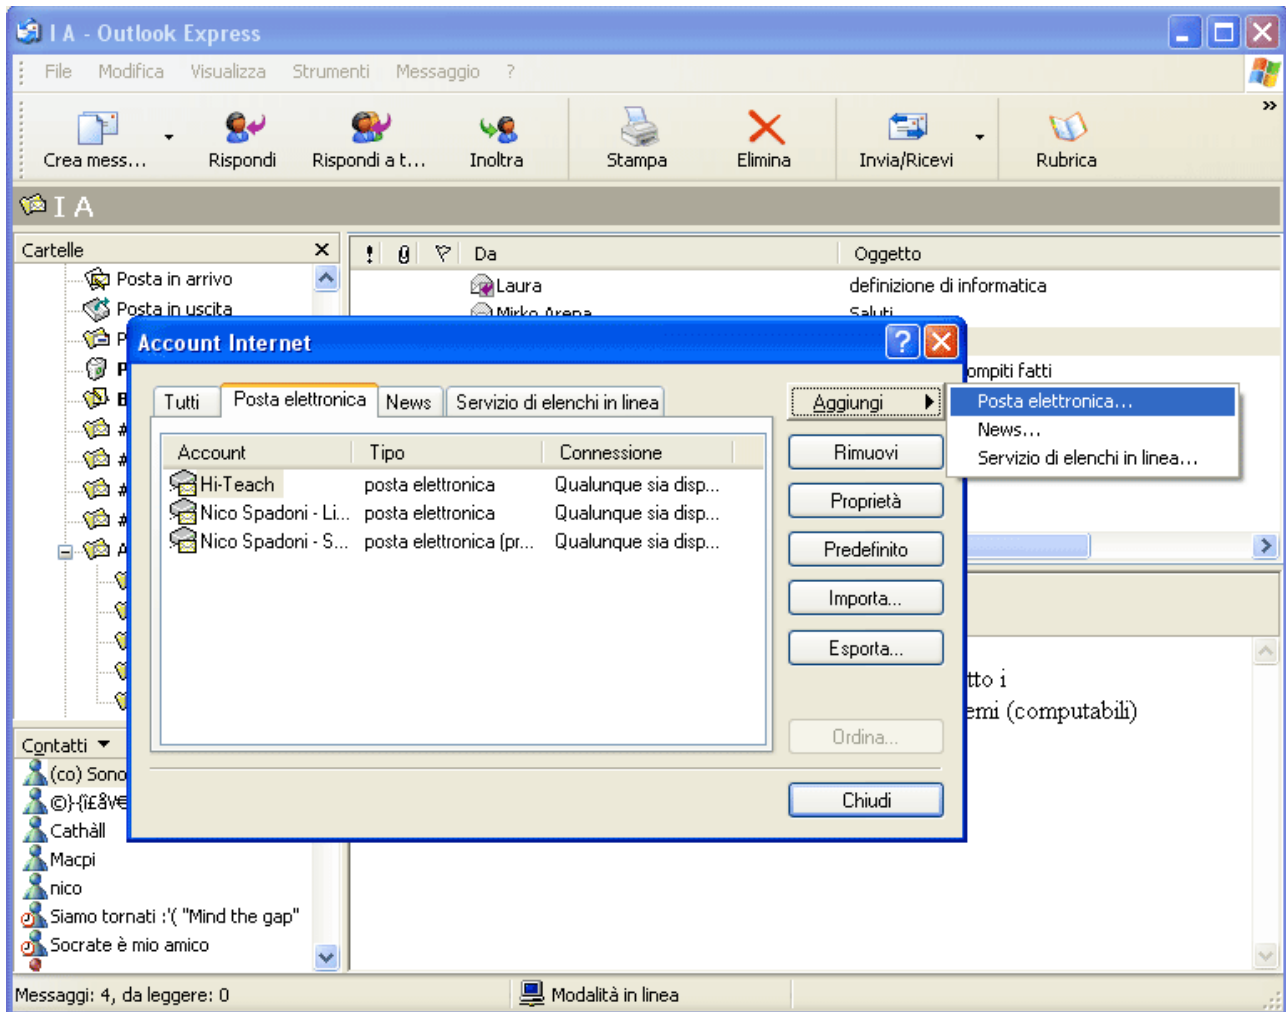 I A - Outlook Express
File Modifica Visualizza Strumenti Messaggio ?
Crea mess... Rispondi Rispondi a t... Inoltra Stampa Elimina Invia/Ricevi Rubrica
I A
Cartelle
Da Oggetto
Posta in arrivo
Laura definizione di informatica
Posta in uscita
Mirko Arena Saluti
Account Internet
ompiti fatti
Tutti Posta elettronica News Servizio di elenchi in linea
Aggiungi
Posta elettronica...
News...
Servizio di elenchi in linea...
Account Tipo Connessione
Hi-Teach posta elettronica Qualunque sia disp...
Nico Spadoni - Li... posta elettronica Qualunque sia disp...
Nico Spadoni - S... posta elettronica (pr... Qualunque sia disp...
Rimuovi
Proprietà
Predefinito
Importa...
Esporta...
Ordina...
Chiudi
tto i
emi (computabili)
Contatti
(co) Sono
Cathàll
Macpi
nico
Siamo tornati :'( "Mind the gap"
Socrate è mio amico
Messaggi: 4, da leggere: 0 Modalità in linea